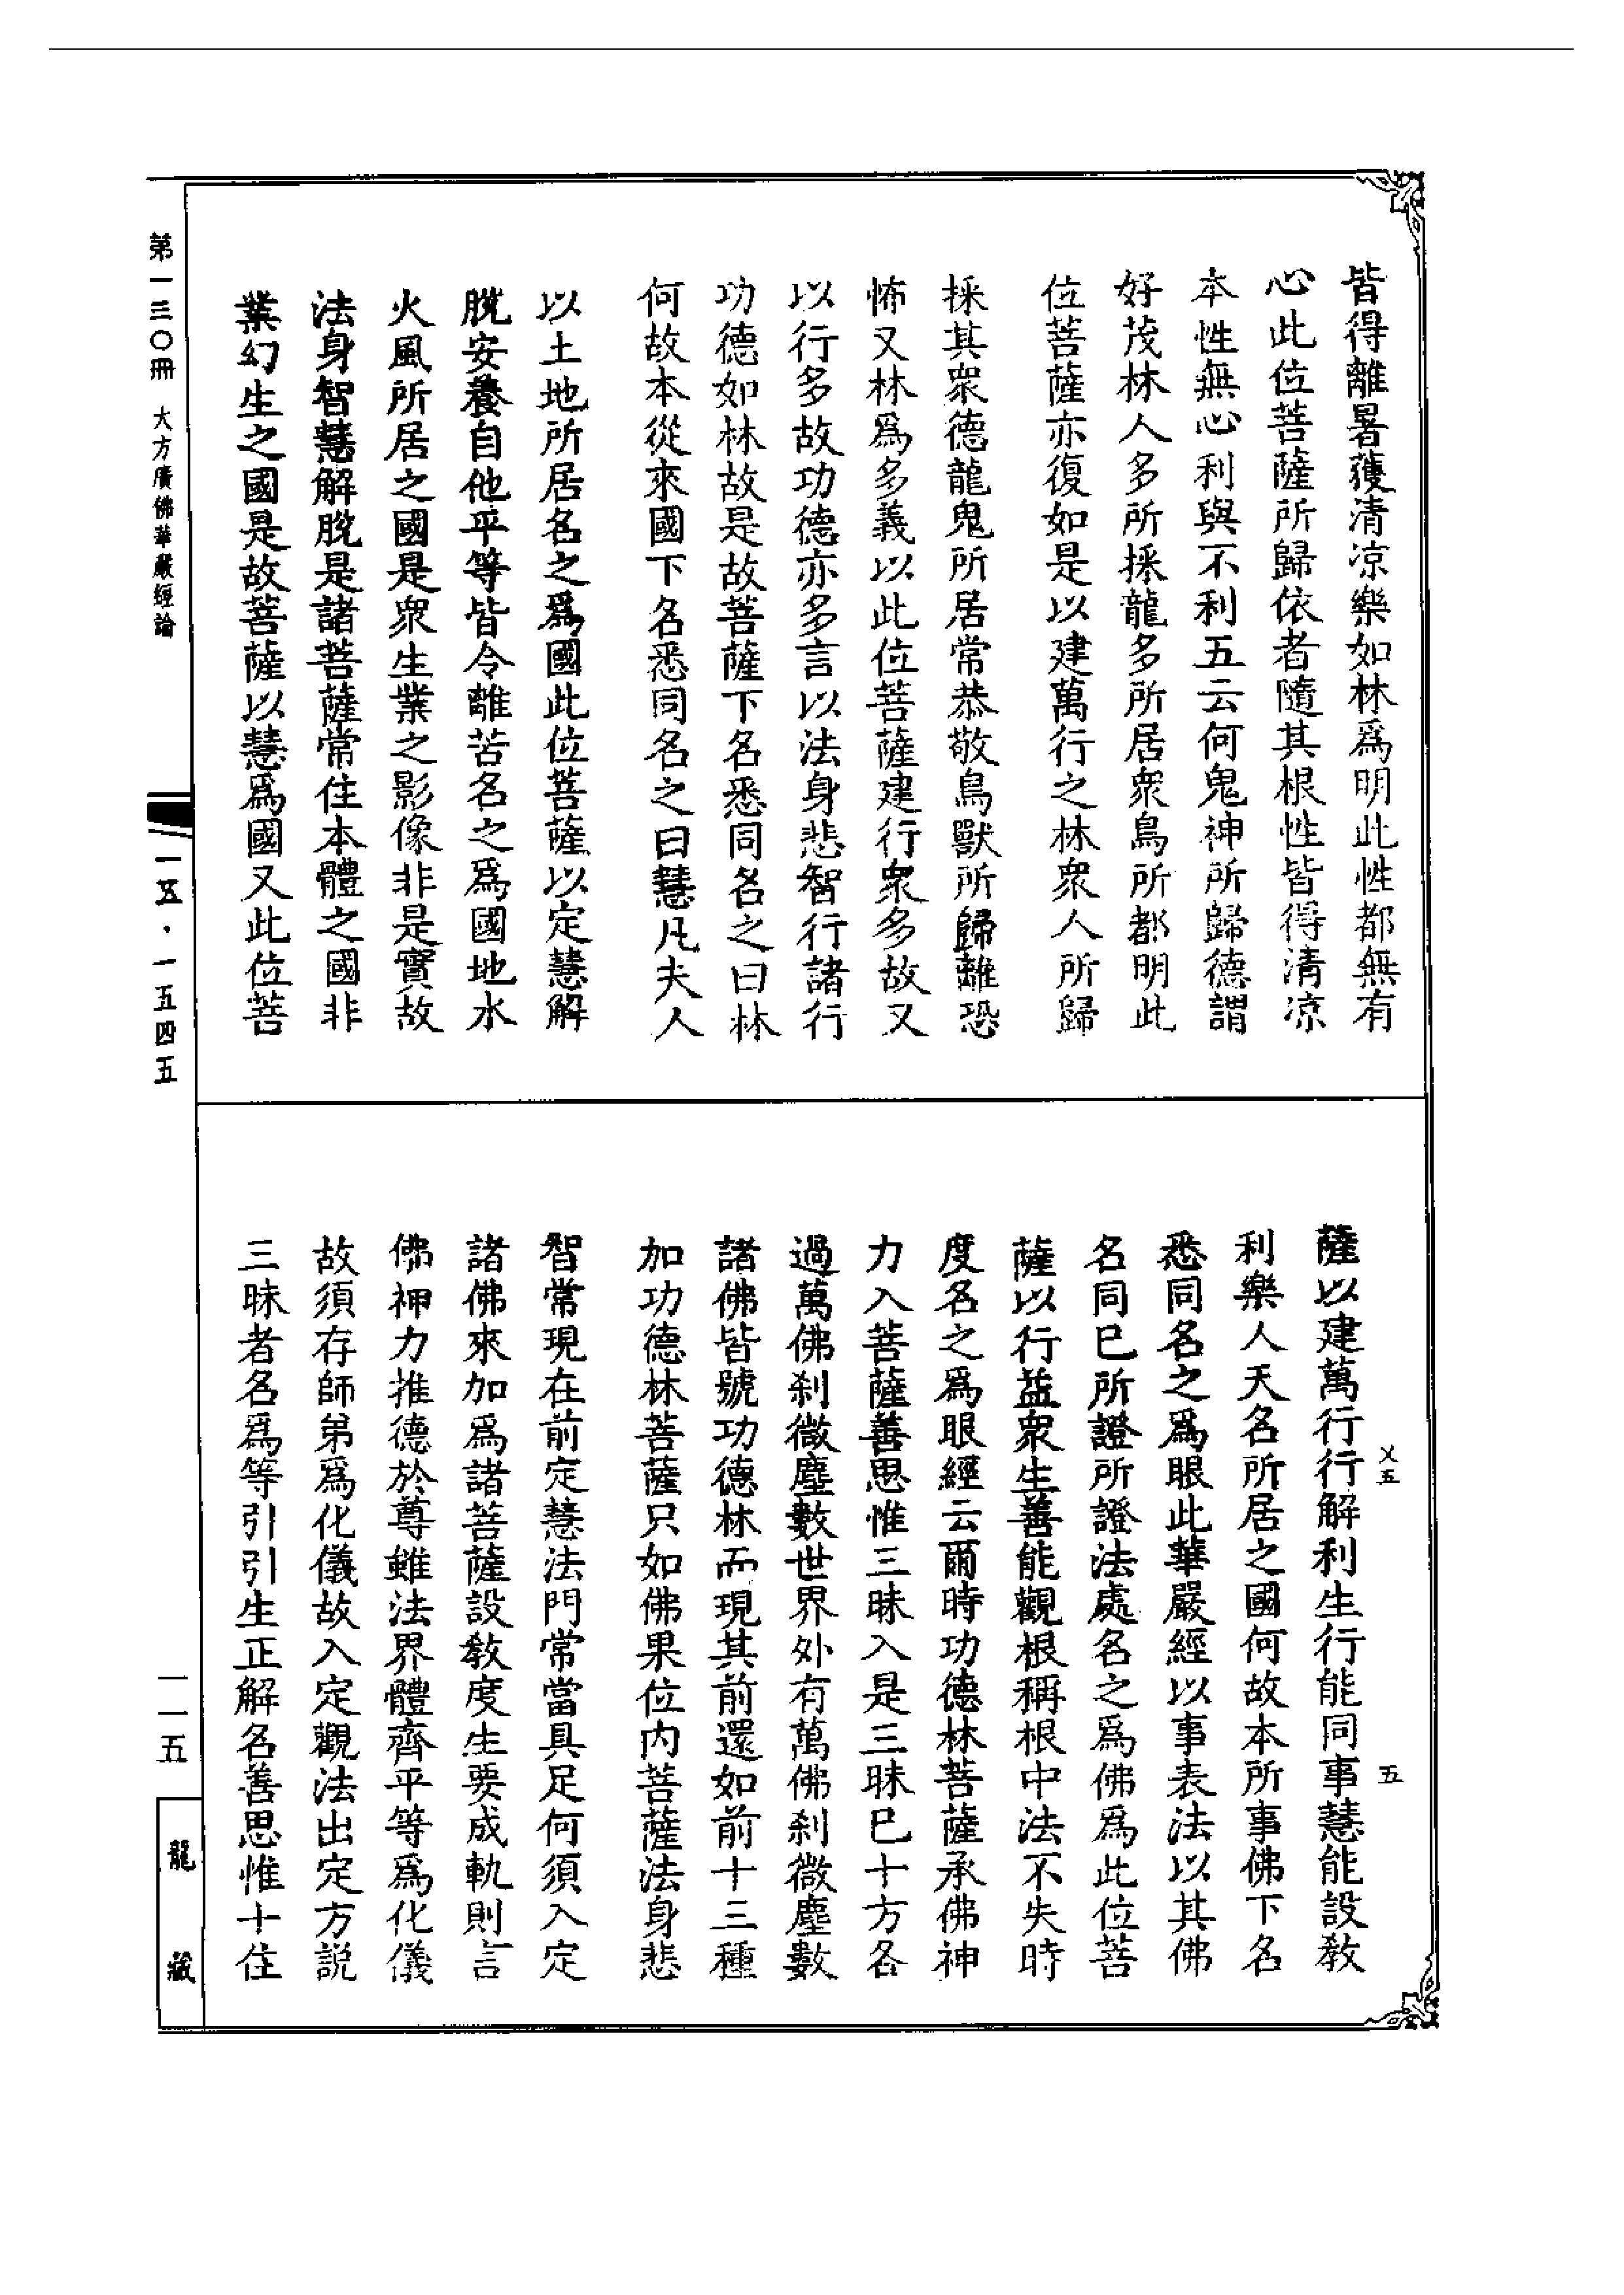 皆得離暑獲清凉樂如林爲明此性都無有
心此位菩薩所歸依者隨其根性皆得清凉
本性無心利與不利五云何鬼神所歸德謂
好茂林人多所採龍多所居衆鳥所都明此
位菩薩亦復如是以建萬行之林衆人所歸
採其衆德龍鬼所居常恭敬鳥獸所歸離恐
怖又林爲多義以此位菩薩建行衆多故又
以行多故功德亦多言以法身悲智行諸行
功德如林故是故菩薩下名悉同名之曰林
何故本從來國下名悉同名之曰慧凡夫人
以土地所居名之爲國此位菩薩以定慧解
脫安養自他平等皆令離苦名之爲國地水
火風所居之國是衆生業之影像非是實故
法身智慧解脫是諸菩薩常住本體之國非
業幻生之國是故菩薩以慧爲國又此位菩
薩以建萬行行解利生行能同事慧能設教
利樂人天名所居之國何故本所事佛下名
悉同名之爲眼此華嚴經以事表法以其佛
名同已所證所證法處名之爲佛爲此位菩
薩以行益衆生善能觀根稱根中法不失時
度名之爲眼經云爾時功德林菩薩承佛神
力入菩薩善思惟三昧入是三昧已十方各
過萬佛刹微塵數世界外有萬佛刹微塵數
諸佛皆號功德林而現其前還如前十三種
加功德林菩薩只如佛果位内菩薩法身悲
智常現在前定慧法門常當具足何須入定
諸佛來加爲諸菩薩設教度生要成軌則言
佛神力推德於尊雖法界體齊平等爲化儀
故須存師弟爲化儀故入定觀法出定方説
三昧者名爲等引引生正解名善思惟十住
㐅五
五
第一三〇冊 大方廣佛華嚴經論
一五·一五四五
一一五
龍藏